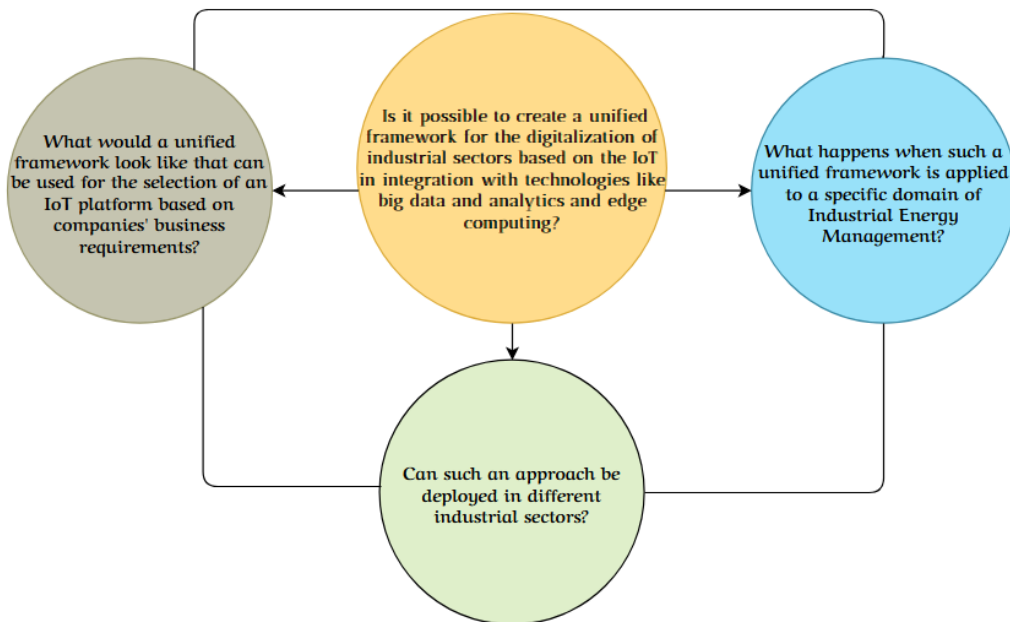 What would a unified
framework look like that can
be used for the selection of an
IoT platform based on
companies' business
requirements?
Is it possible to create a unified
framework for the digitalization of
industrial sectors based on the IoT
in integration with technologies like
big data and analytics and edge
computing?
What happens when such a
unified framework is applied
to a specific domain of
Industrial Energy
Management?
Can such an approach be
deployed in different
industrial sectors?